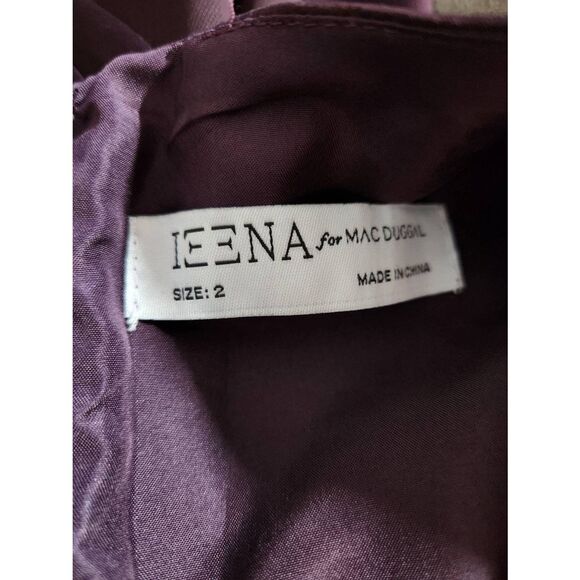 IEENA for MAC DUGGAL
SIZE: 2
MADE IN CHINA